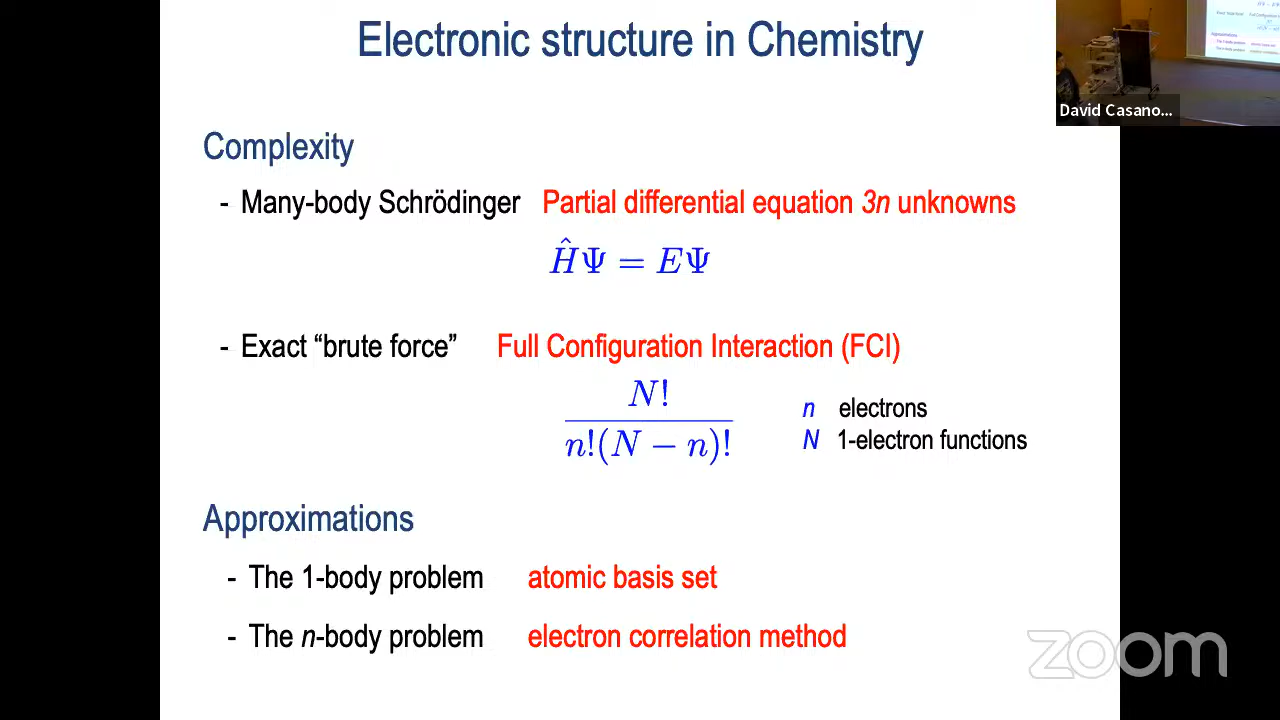 Electronic structure in Chemistry
David Casano...
Complexity
- Many-body Schrödinger Partial differential equation 3n unknowns
ĤΨ = EΨ
- Exact “brute force” Full Configuration Interaction (FCI)
N!
n!(N − n)!
n electrons
N 1-electron functions
Approximations
- The 1-body problem atomic basis set
- The n-body problem electron correlation method
zoom